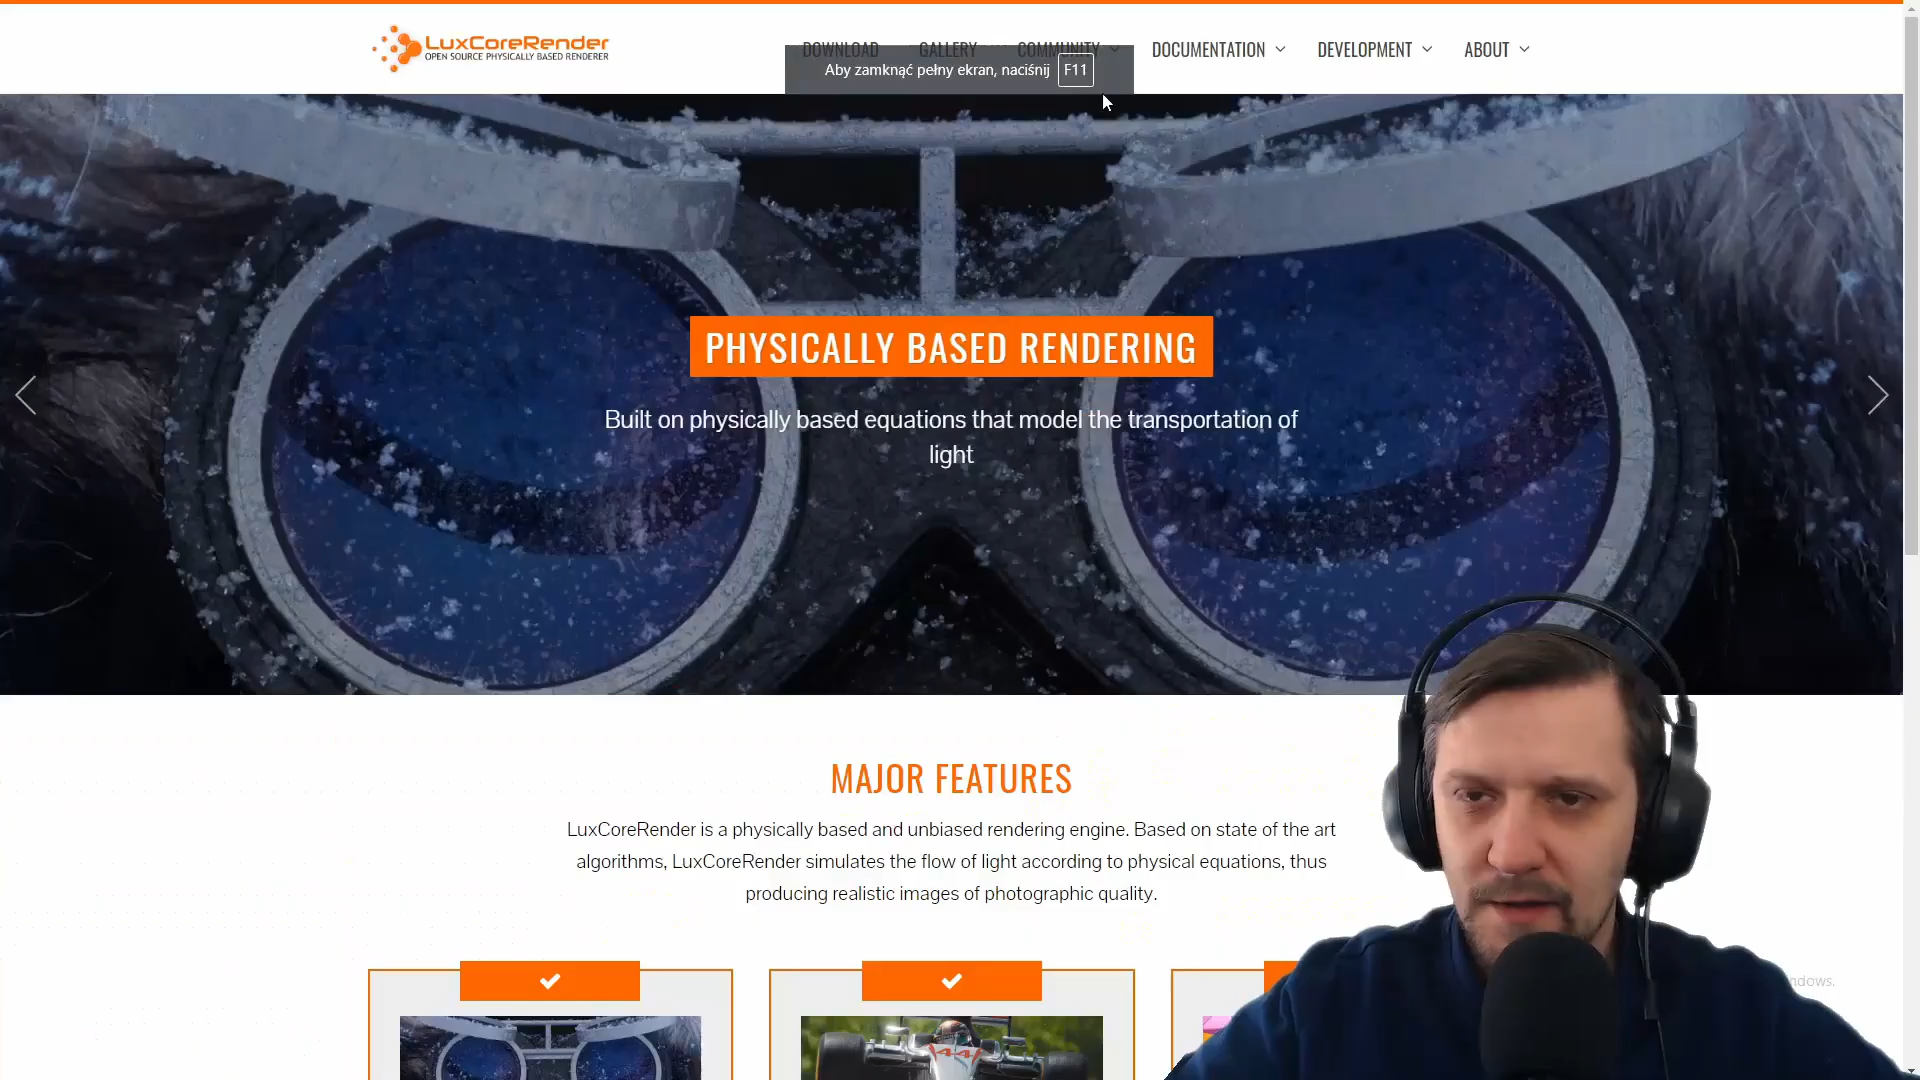 LuxCoreRender
OPEN SOURCE PHYSICALLY BASED RENDERER
DOWNLOAD
GALLERY
COMMUNITY
DOCUMENTATION
DEVELOPMENT
ABOUT
Aby zamknąć pełny ekran, naciśnij F11
PHYSICALLY BASED RENDERING
Built on physically based equations that model the transportation of
light
MAJOR FEATURES
LuxCoreRender is a physically based and unbiased rendering engine. Based on state of the art
algorithms, LuxCoreRender simulates the flow of light according to physical equations, thus
producing realistic images of photographic quality.
44